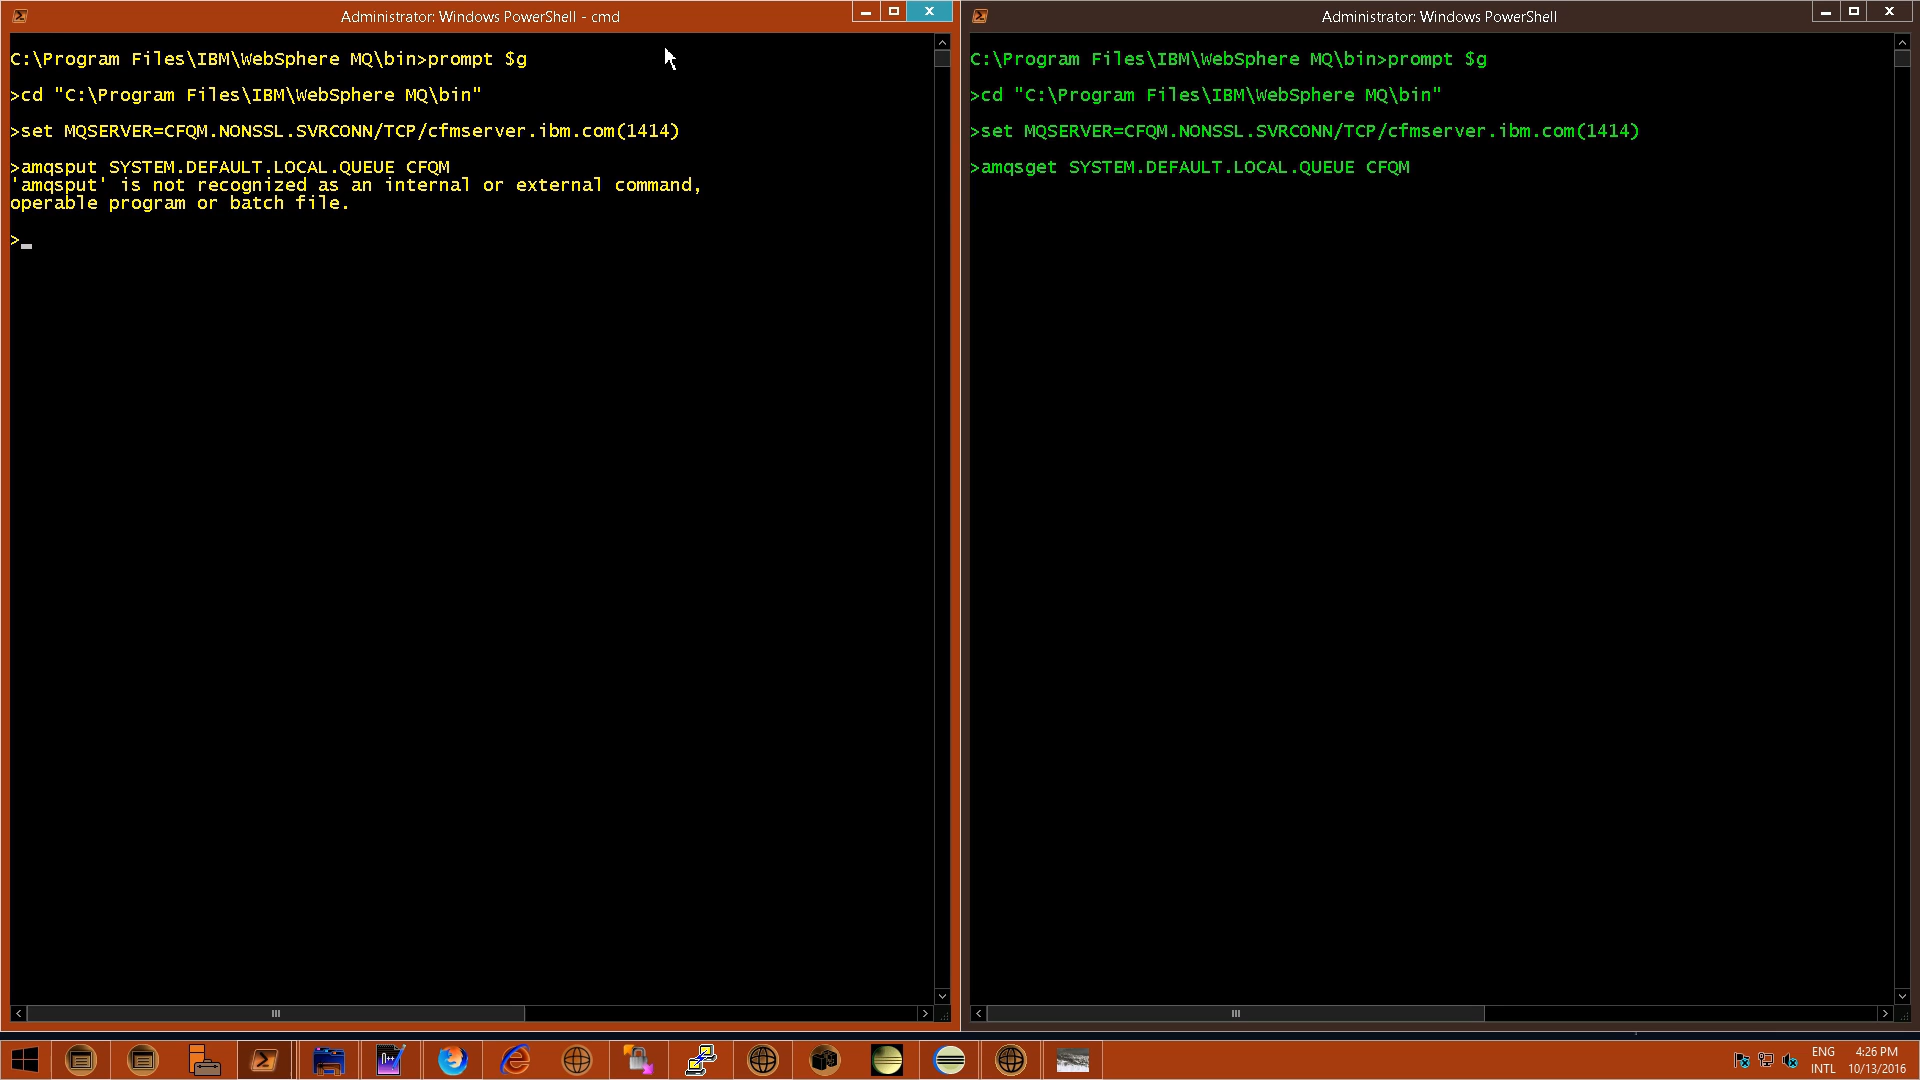 Administrator: Windows PowerShell - cmd
C:\Program Files\IBM\WebSphere MQ\bin>prompt $g
>cd "C:\Program Files\IBM\WebSphere MQ\bin"
>set MQSERVER=CFQM.NONSSL.SVRCONN/TCP/cfmserver.ibm.com(1414)
>amqsput SYSTEM.DEFAULT.LOCAL.QUEUE CFQM
'amqsput' is not recognized as an internal or external command,
operable program or batch file.
>
Administrator: Windows PowerShell
C:\Program Files\IBM\WebSphere MQ\bin>prompt $g
>cd "C:\Program Files\IBM\WebSphere MQ\bin"
>set MQSERVER=CFQM.NONSSL.SVRCONN/TCP/cfmserver.ibm.com(1414)
>amqsget SYSTEM.DEFAULT.LOCAL.QUEUE CFQM
ENG 4:26 PM
INTL 10/13/2016